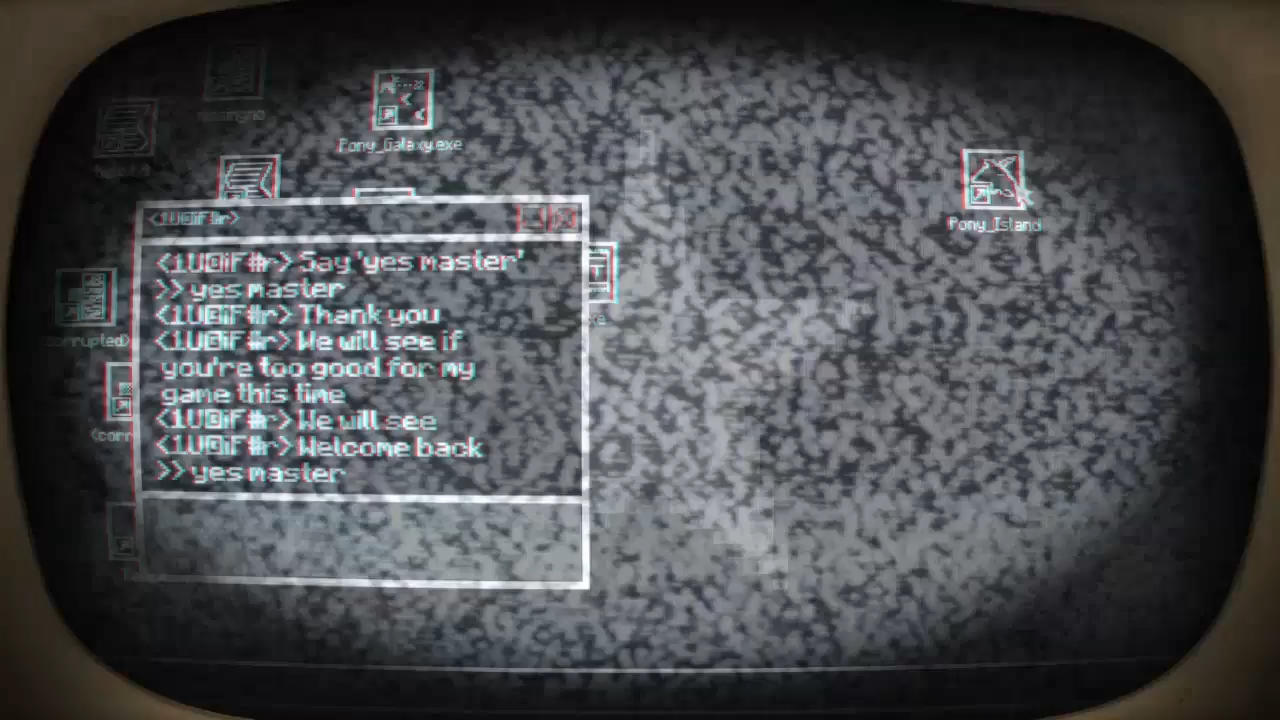 Pony_Galaxy.exe
Pony_Island
<1U@iF#r>
<1U@iF#r> Say 'yes master'
>> yes master
<1U@iF#r> Thank you
<1U@iF#r> We will see if
you're too good for my
game this time
<1U@iF#r> We will see
<1U@iF#r> Welcome back
>> yes master
corrupted>
<corr